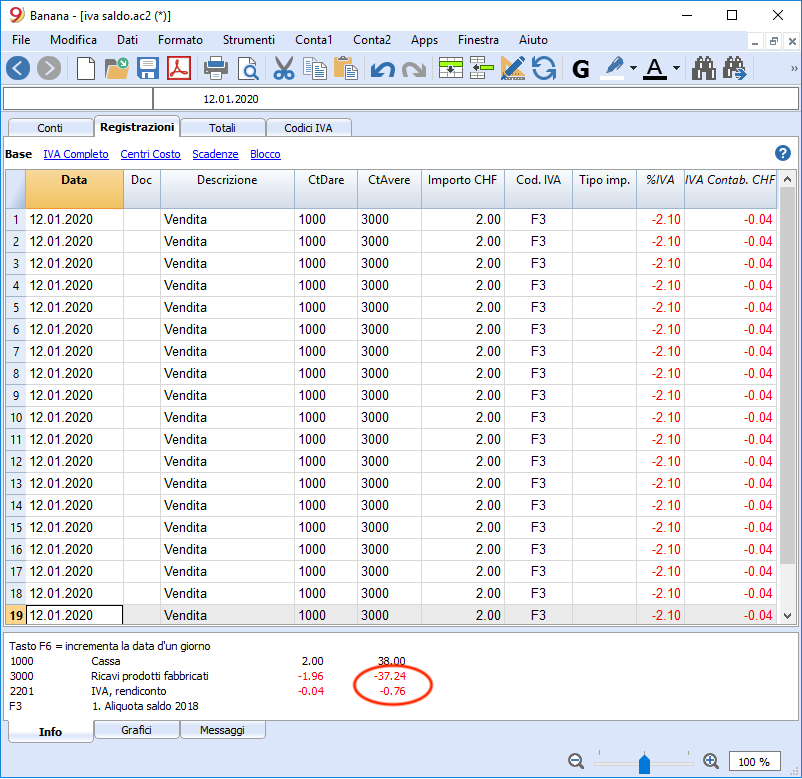 Banana - [iva saldo.ac2 (*)]
File Modifica Dati Formato Strumenti Conta1 Conta2 Apps Finestra Aiuto
G A »
12.01.2020
Conti Registrazioni Totali Codici IVA
Base IVA Completo Centri Costo Scadenze Blocco ?
Data Doc Descrizione CtDare CtAvere Importo CHF Cod. IVA Tipo imp. %IVA IVA Contab. CHF
1 12.01.2020 Vendita 1000 3000 2.00 F3 -2.10 -0.04
2 12.01.2020 Vendita 1000 3000 2.00 F3 -2.10 -0.04
3 12.01.2020 Vendita 1000 3000 2.00 F3 -2.10 -0.04
4 12.01.2020 Vendita 1000 3000 2.00 F3 -2.10 -0.04
5 12.01.2020 Vendita 1000 3000 2.00 F3 -2.10 -0.04
6 12.01.2020 Vendita 1000 3000 2.00 F3 -2.10 -0.04
7 12.01.2020 Vendita 1000 3000 2.00 F3 -2.10 -0.04
8 12.01.2020 Vendita 1000 3000 2.00 F3 -2.10 -0.04
9 12.01.2020 Vendita 1000 3000 2.00 F3 -2.10 -0.04
10 12.01.2020 Vendita 1000 3000 2.00 F3 -2.10 -0.04
11 12.01.2020 Vendita 1000 3000 2.00 F3 -2.10 -0.04
12 12.01.2020 Vendita 1000 3000 2.00 F3 -2.10 -0.04
13 12.01.2020 Vendita 1000 3000 2.00 F3 -2.10 -0.04
14 12.01.2020 Vendita 1000 3000 2.00 F3 -2.10 -0.04
15 12.01.2020 Vendita 1000 3000 2.00 F3 -2.10 -0.04
16 12.01.2020 Vendita 1000 3000 2.00 F3 -2.10 -0.04
17 12.01.2020 Vendita 1000 3000 2.00 F3 -2.10 -0.04
18 12.01.2020 Vendita 1000 3000 2.00 F3 -2.10 -0.04
19 12.01.2020 Vendita 1000 3000 2.00 F3 -2.10 -0.04
Tasto F6 = incrementa la data d'un giorno
1000 Cassa 2.00 38.00
3000 Ricavi prodotti fabbricati -1.96 -37.24
2201 IVA, rendiconto -0.04 -0.76
F3 1. Aliquota saldo 2018
Info Grafici Messaggi
100 %